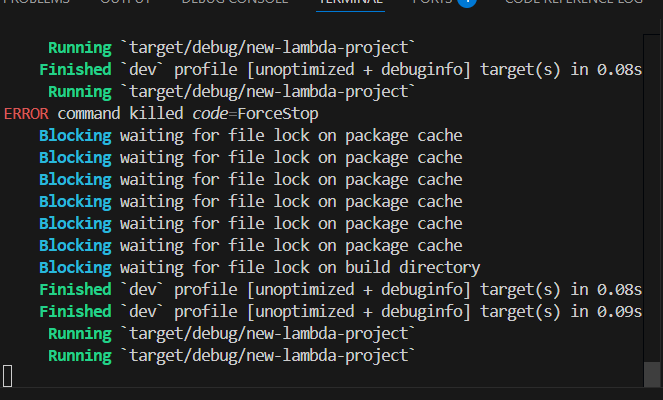 PROBLEMS OUTPUT DEBUG CONSOLE TERMINAL PORTS CODE REFERENCE LOG
Running `target/debug/new-lambda-project`
Finished `dev` profile [unoptimized + debuginfo] target(s) in 0.08s
Running `target/debug/new-lambda-project`
ERROR command killed code=ForceStop
Blocking waiting for file lock on package cache
Blocking waiting for file lock on package cache
Blocking waiting for file lock on package cache
Blocking waiting for file lock on package cache
Blocking waiting for file lock on package cache
Blocking waiting for file lock on package cache
Blocking waiting for file lock on build directory
Finished `dev` profile [unoptimized + debuginfo] target(s) in 0.08s
Finished `dev` profile [unoptimized + debuginfo] target(s) in 0.09s
Running `target/debug/new-lambda-project`
Running `target/debug/new-lambda-project`